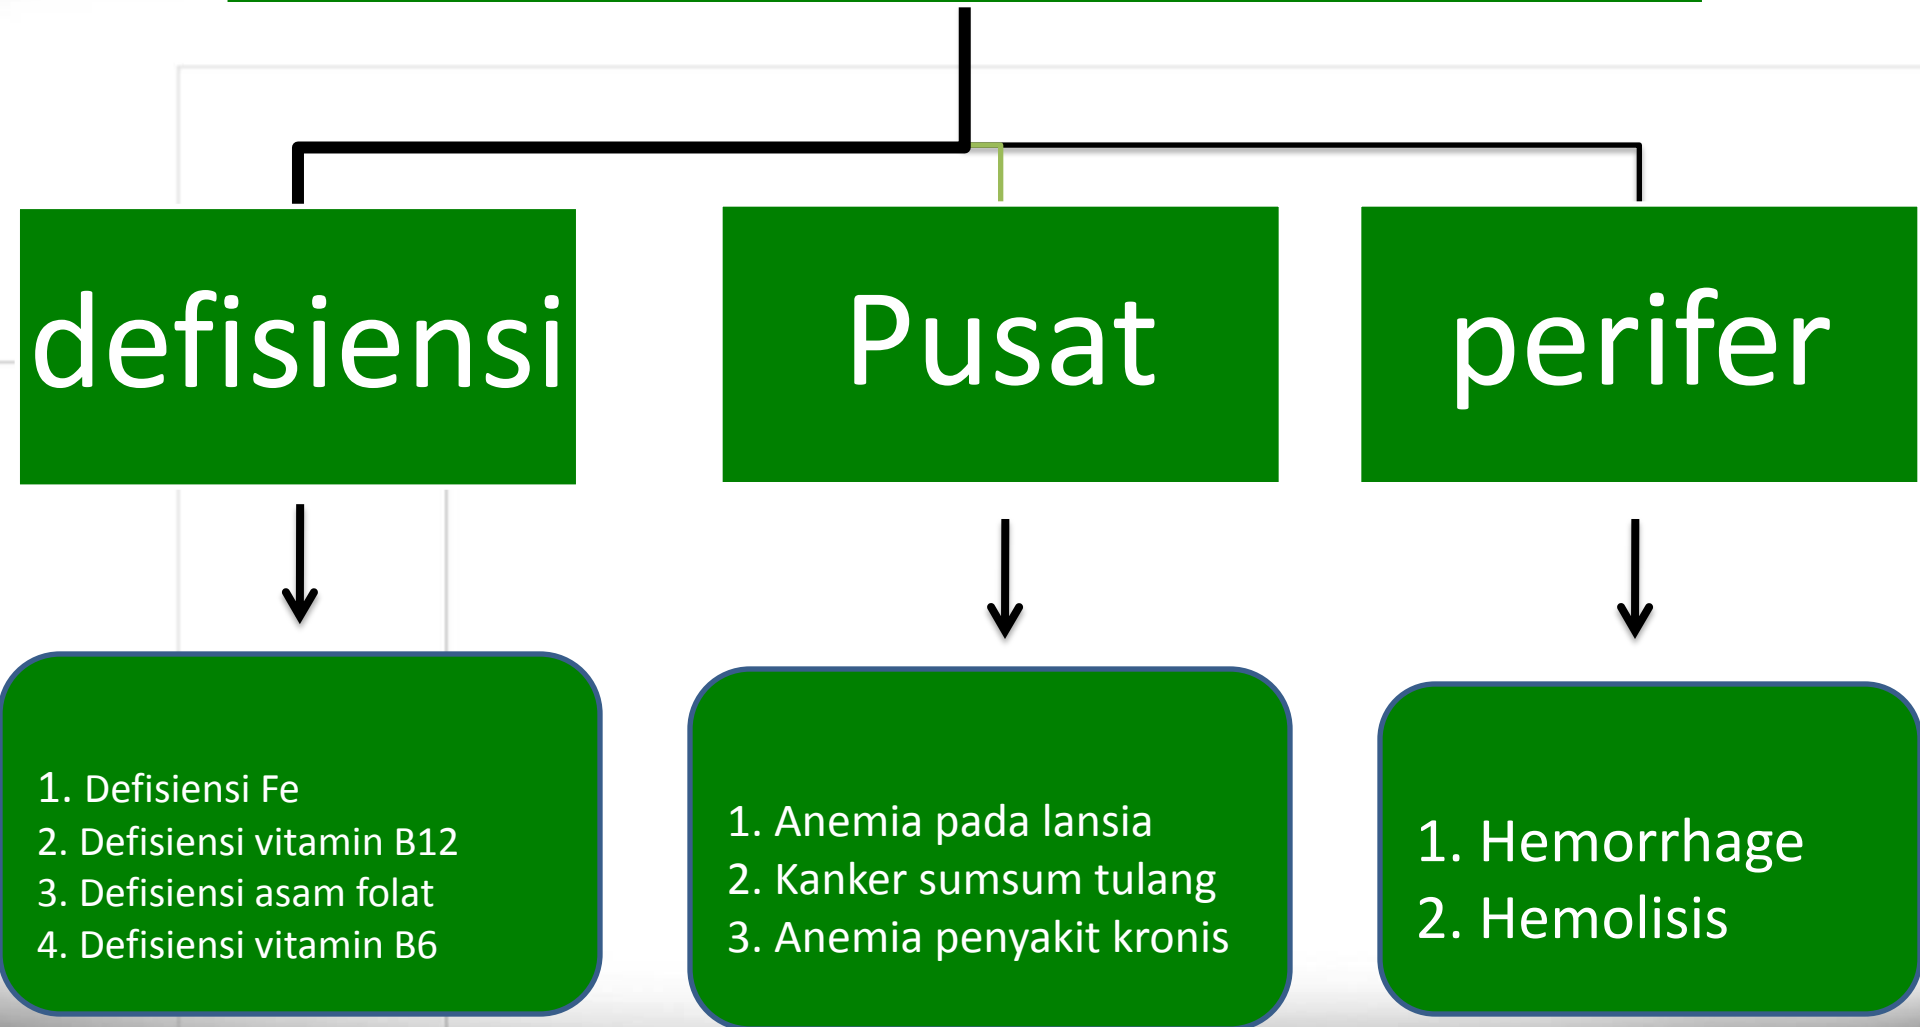 defisiensi
Pusat
perifer
1. Defisiensi Fe
2. Defisiensi vitamin B12
3. Defisiensi asam folat
4. Defisiensi vitamin B6
1. Anemia pada lansia
2. Kanker sumsum tulang
3. Anemia penyakit kronis
1. Hemorrhage
2. Hemolisis